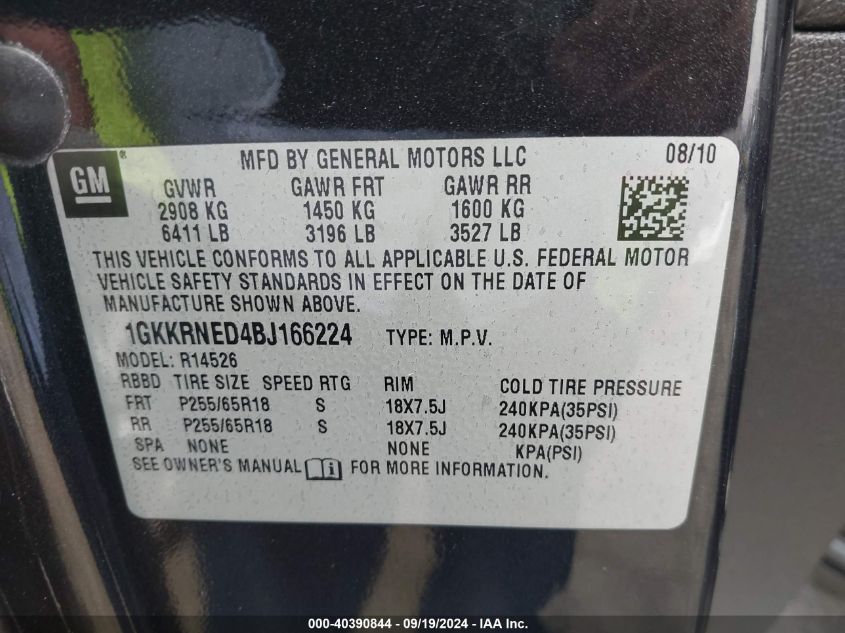 GM
MFD BY GENERAL MOTORS LLC 08/10
GVWR GAWR FRT GAWR RR
2908 KG 1450 KG 1600 KG
6411 LB 3196 LB 3527 LB
THIS VEHICLE CONFORMS TO ALL APPLICABLE U.S. FEDERAL MOTOR
VEHICLE SAFETY STANDARDS IN EFFECT ON THE DATE OF
MANUFACTURE SHOWN ABOVE.
1GKKRNED4BJ166224 TYPE: M.P.V.
MODEL: R14526
RBBD TIRE SIZE SPEED RTG RIM COLD TIRE PRESSURE
FRT P255/65R18 S 18X7.5J 240KPA(35PSI)
RR P255/65R18 S 18X7.5J 240KPA(35PSI)
SPA NONE NONE KPA(PSI)
SEE OWNER'S MANUAL FOR MORE INFORMATION.
000-40390844 - 09/19/2024 - IAA Inc.